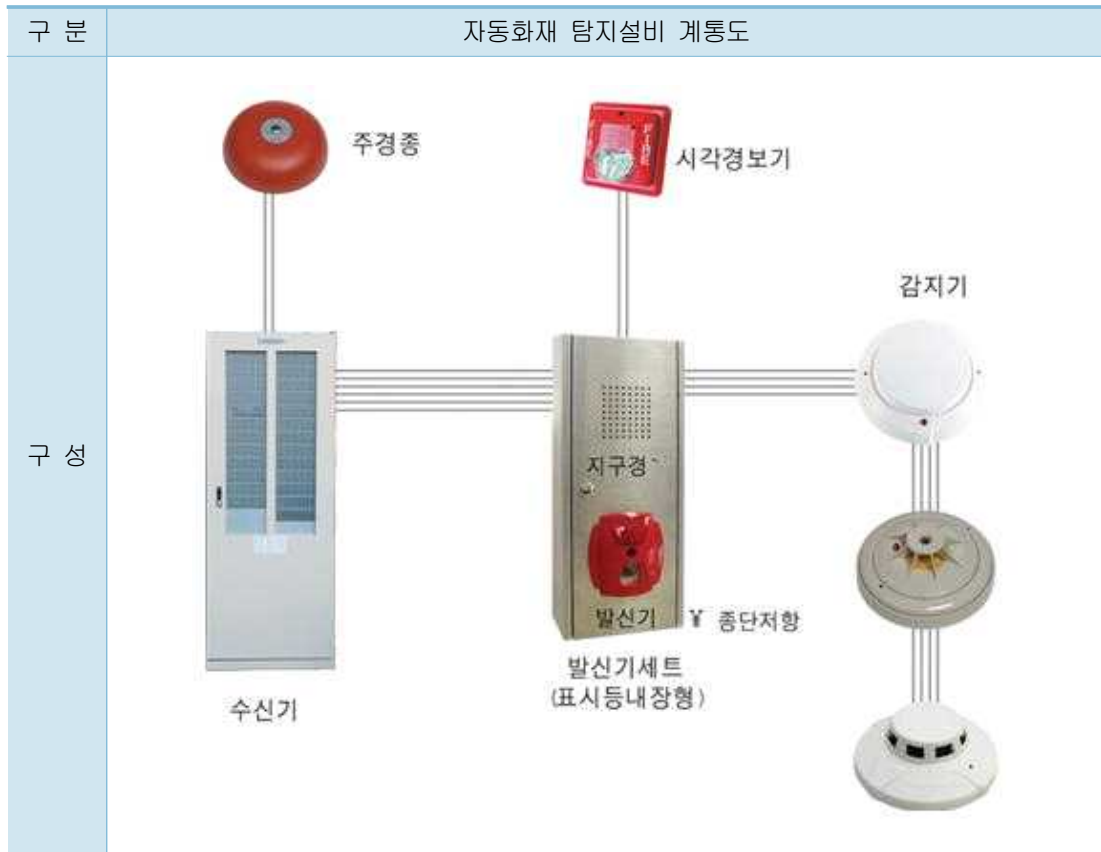 구 분
자동화재 탐지설비 계통도
구 성
주경종
시각경보기
감지기
지구경
발신기
¥ 종단저항
발신기세트
(표시등내장형)
수신기